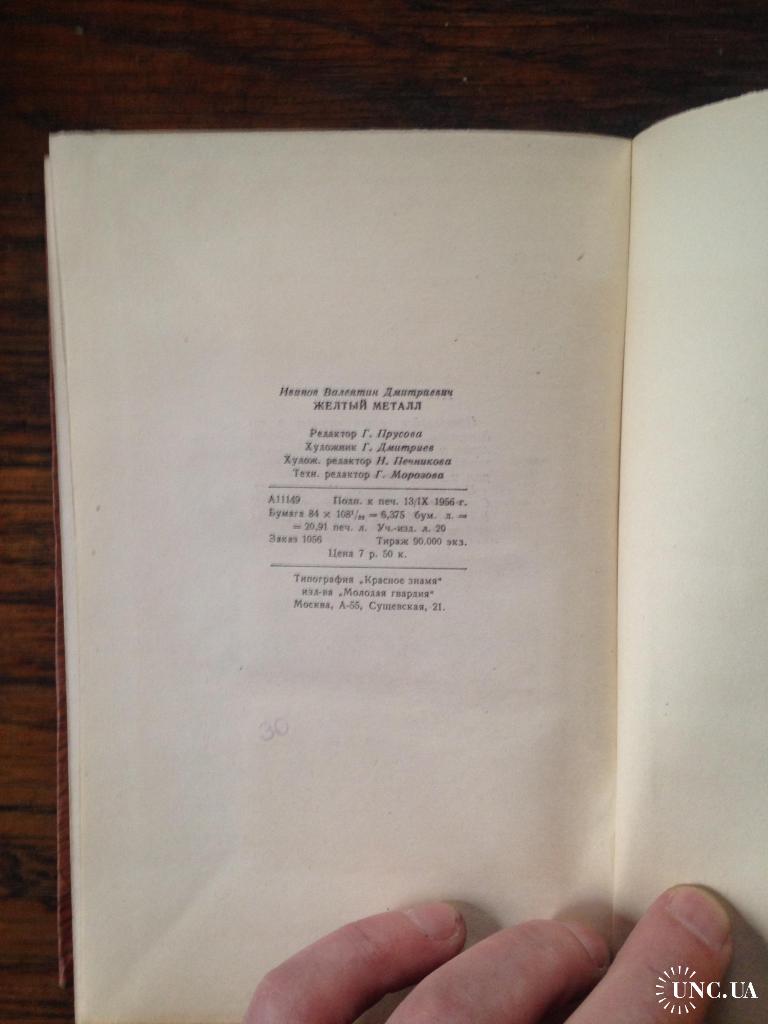 Иванов Валентин Дмитриевич
ЖЕЛТЫЙ МЕТАЛЛ
Редактор Г. Прусова
Художник Г. Дмитриев
Худож. редактор Н. Печникова
Техн. редактор Г. Морозова
А11149 Подп. к печ. 13/IX 1956 г.
Бумага 84 × 108¹/₃₂ = 6,375 бум. л. =
= 20,91 печ. л. Уч.-изд. л. 20
Заказ 1056 Тираж 90.000 экз.
Цена 7 р. 50 к.
Типография „Красное знамя“
изд-ва „Молодая гвардия“
Москва, А-55, Сущевская, 21.
30
UNC.UA